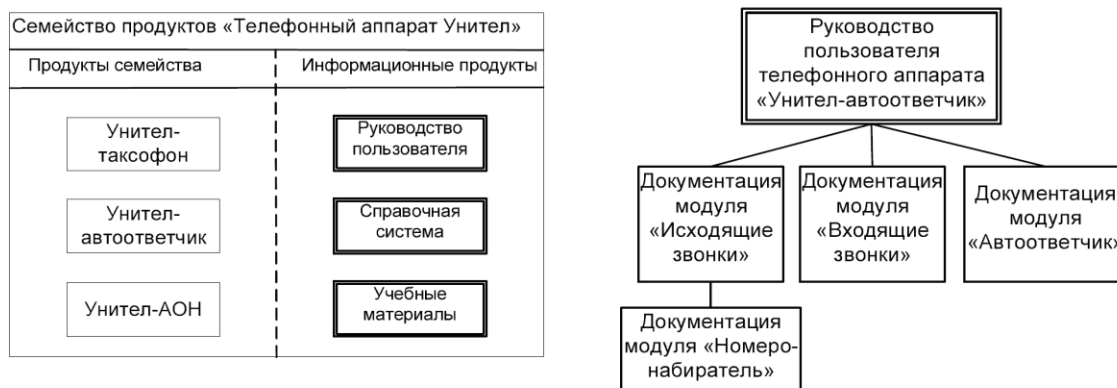 Семейство продуктов «Телефонный аппарат Унител»
Продукты семейства
Информационные продукты
Унител-
таксофон
Руководство
пользователя
Унител-
автоответчик
Справочная
система
Унител-АОН
Учебные
материалы
Руководство
пользователя
телефонного аппарата
«Унител-автоответчик»
Документация
модуля
«Исходящие
звонки»
Документация
модуля
«Входящие
звонки»
Документация
модуля
«Автоответчик»
Документация
модуля «Номеро-
набиратель»